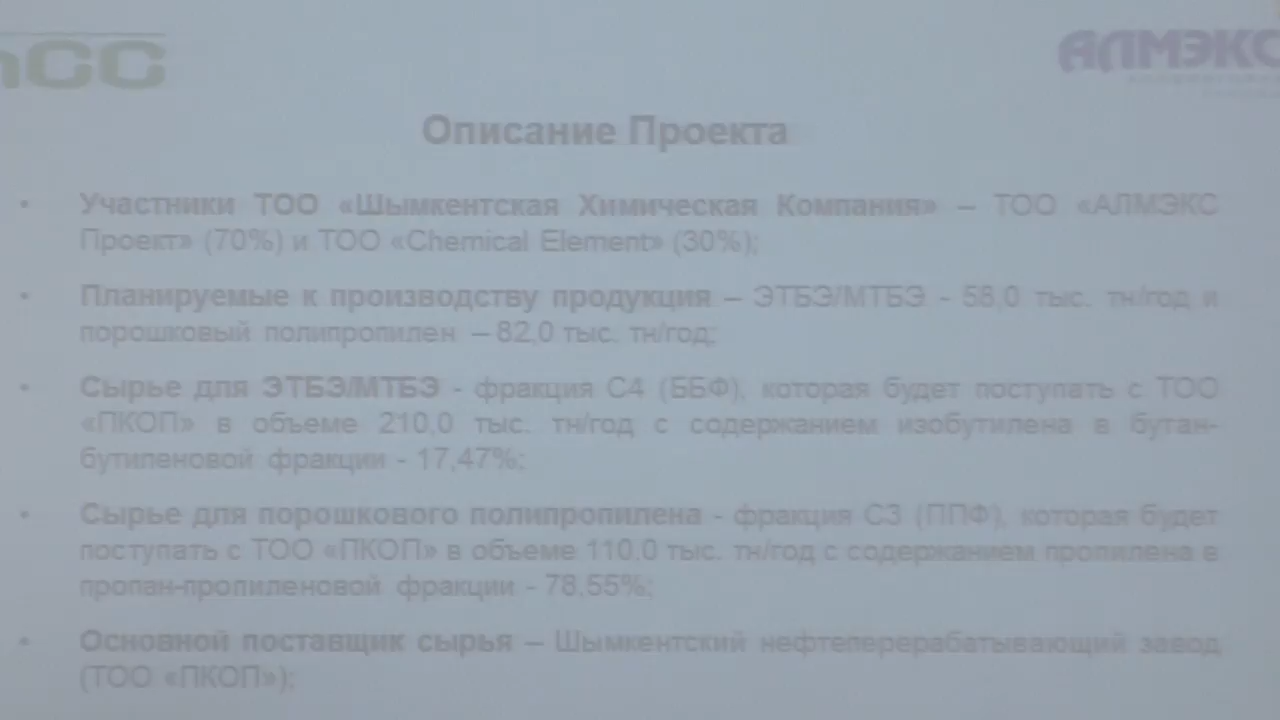 АЛМЭКС
Описание Проекта
• Участники ТОО «Шымкентская Химическая Компания» – ТОО «АЛМЭКС
Проект» (70%) и ТОО «Chemical Element» (30%);
• Планируемые к производству продукция – ЭТБЭ/МТБЭ - 58,0 тыс. тн/год и
порошковый полипропилен – 82,0 тыс. тн/год;
• Сырье для ЭТБЭ/МТБЭ - фракция С4 (ББФ), которая будет поступать с ТОО
«ПКОП» в объеме 210,0 тыс. тн/год с содержанием изобутилена в бутан-
бутиленовой фракции - 17,47%;
• Сырье для порошкового полипропилена - фракция С3 (ППФ), которая будет
поступать с ТОО «ПКОП» в объеме 110,0 тыс. тн/год с содержанием пропилена в
пропан-пропиленовой фракции - 78,55%;
• Основной поставщик сырья – Шымкентский нефтеперерабатывающий завод
(ТОО «ПКОП»);